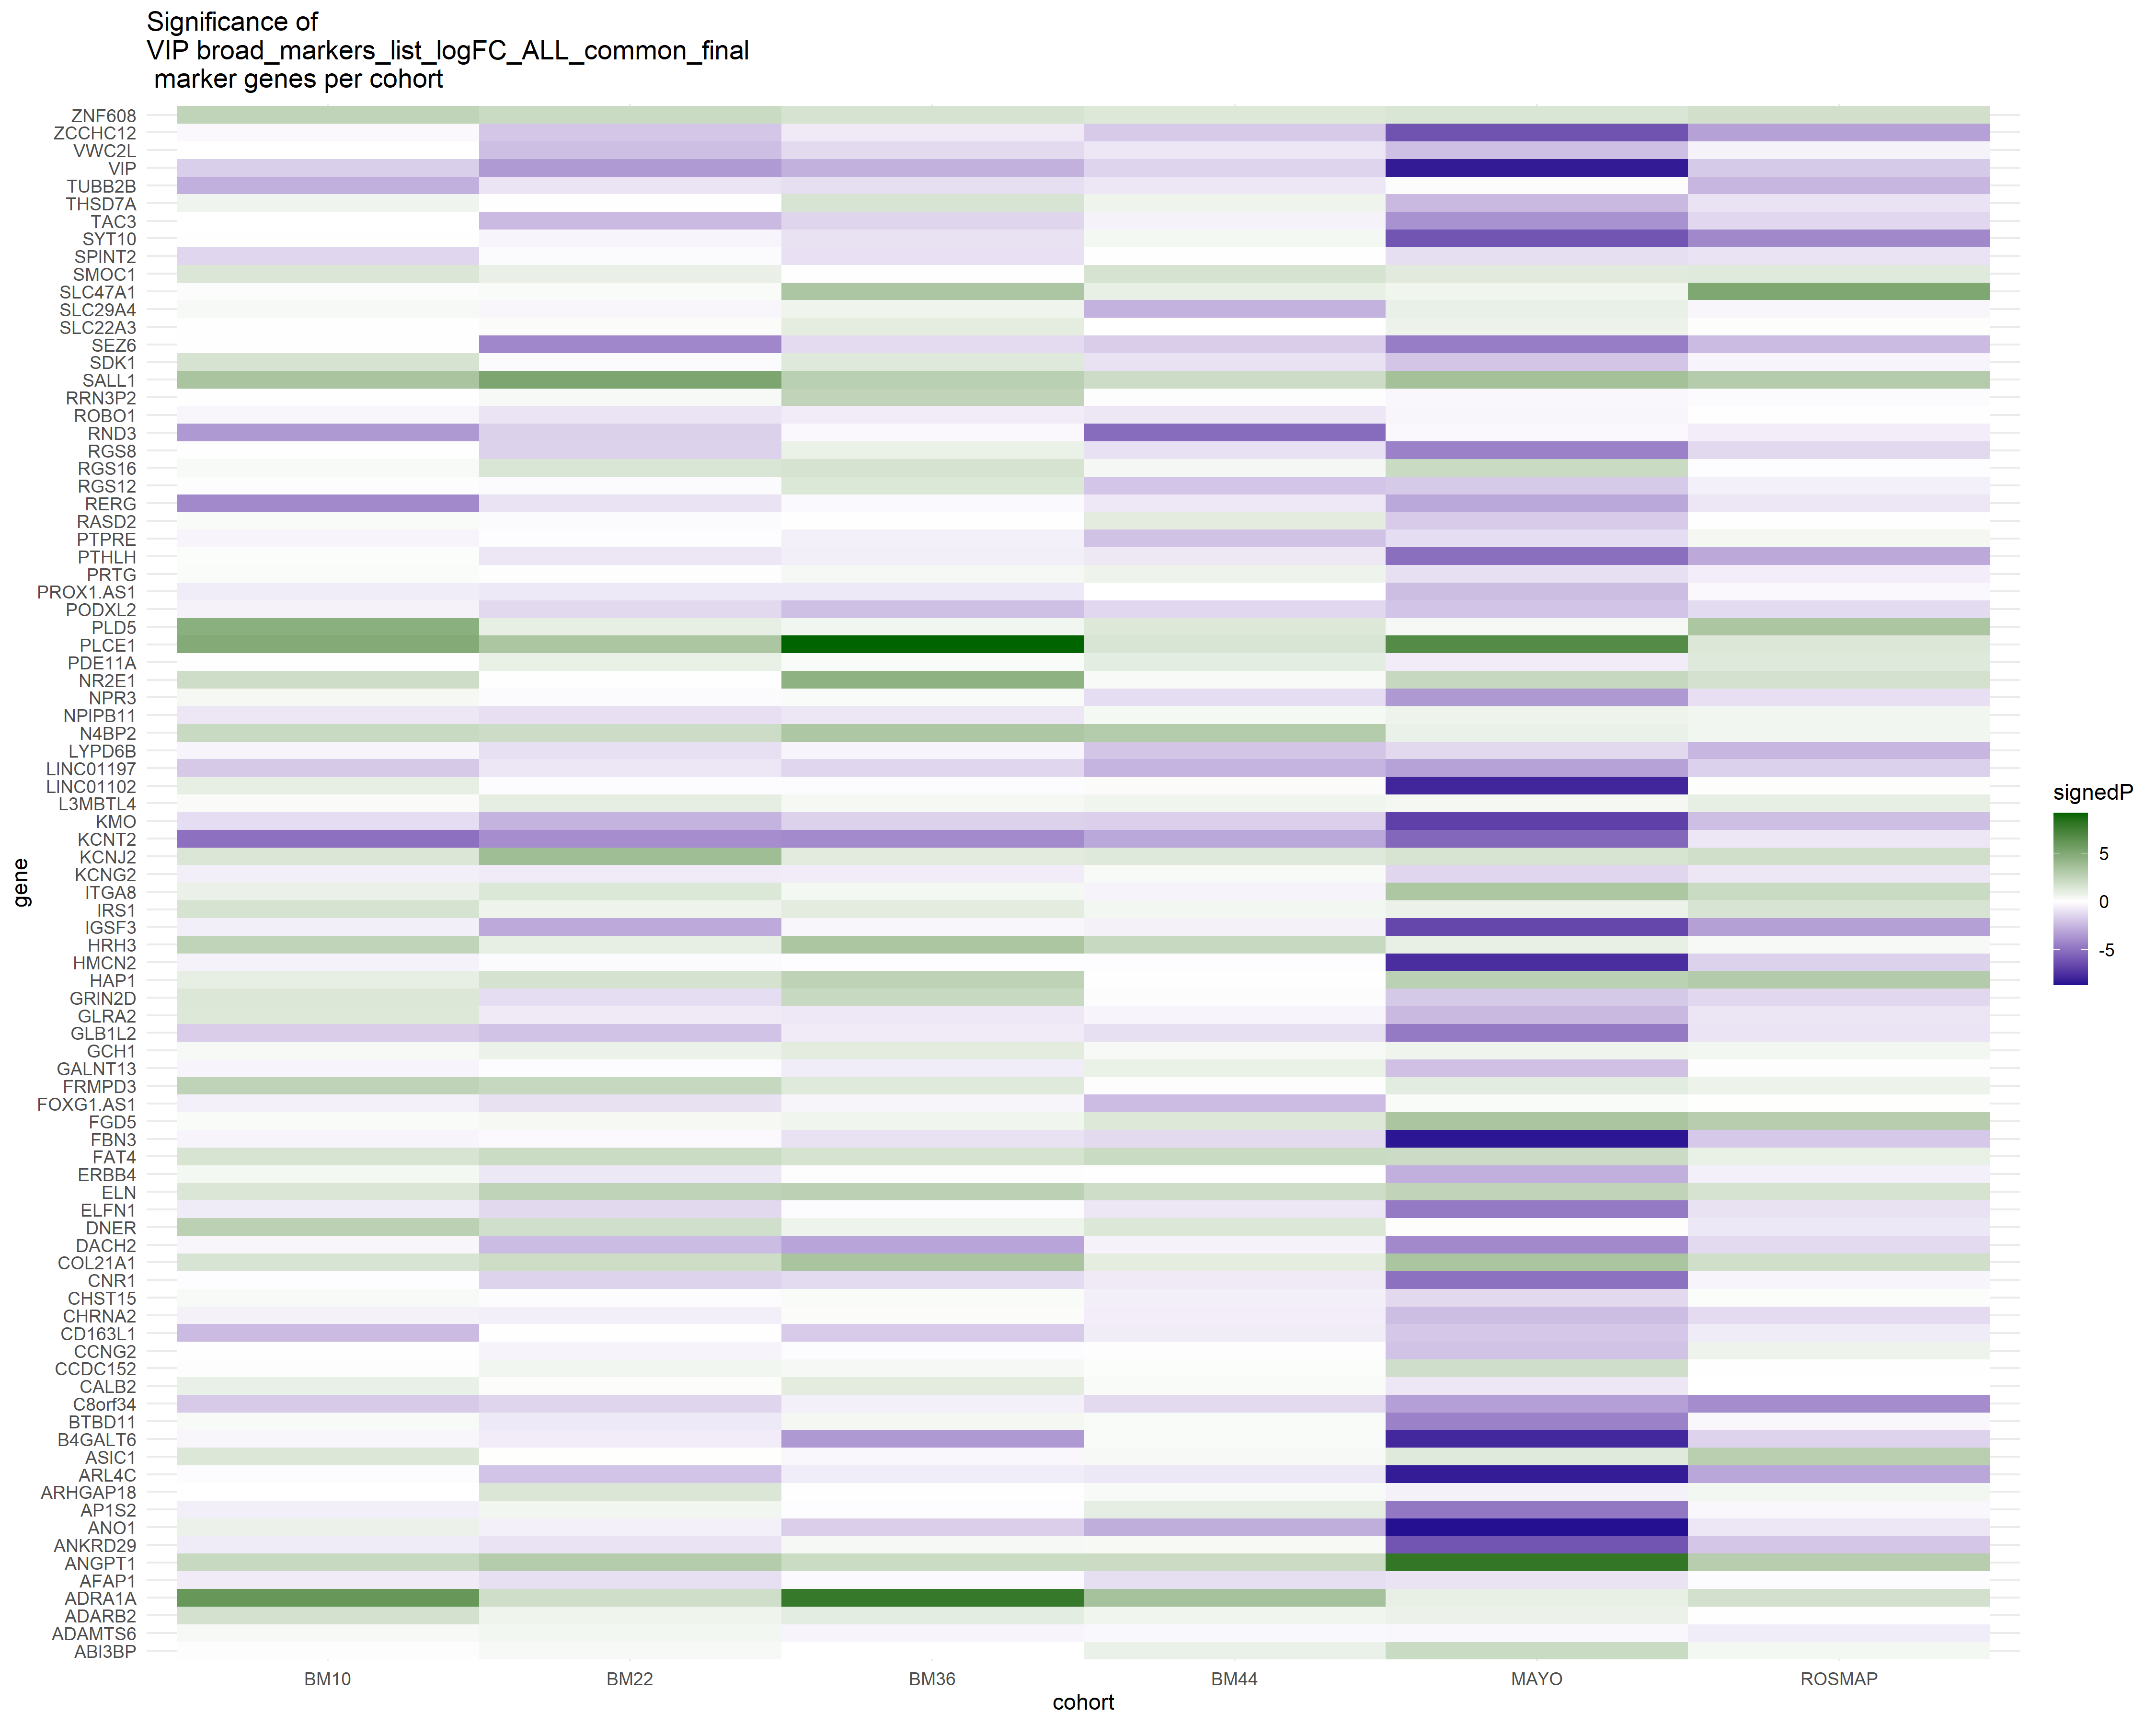 Significance of
VIP broad_markers_list_logFC_ALL_common_final
marker genes per cohort
ZNF608
ZCCHC12
VWC2L
VIP
TUBB2B
THSD7A
TAC3
SYT10
SPINT2
SMOC1
SLC47A1
SLC29A4
SLC22A3
SEZ6
SDK1
SALL1
RRN3P2
ROBO1
RND3
RGS8
RGS16
RGS12
RERG
RASD2
PTPRE
PTHLH
PRTG
PROX1.AS1
PODXL2
PLD5
PLCE1
PDE11A
NR2E1
NPR3
NPIPB11
N4BP2
LYPD6B
LINC01197
LINC01102
L3MBTL4
KMO
KCNT2
KCNJ2
KCNG2
ITGA8
IRS1
IGSF3
HRH3
HMCN2
HAP1
GRIN2D
GLRA2
GLB1L2
GCH1
GALNT13
FRMPD3
FOXG1.AS1
FGD5
FBN3
FAT4
ERBB4
ELN
ELFN1
DNER
DACH2
COL21A1
CNR1
CHST15
CHRNA2
CD163L1
CCNG2
CCDC152
CALB2
C8orf34
BTBD11
B4GALT6
ASIC1
ARL4C
ARHGAP18
AP1S2
ANO1
ANKRD29
ANGPT1
AFAP1
ADRA1A
ADARB2
ADAMTS6
ABI3BP
gene
BM10 BM22 BM36 BM44 MAYO ROSMAP
cohort
signedP
5
0
-5